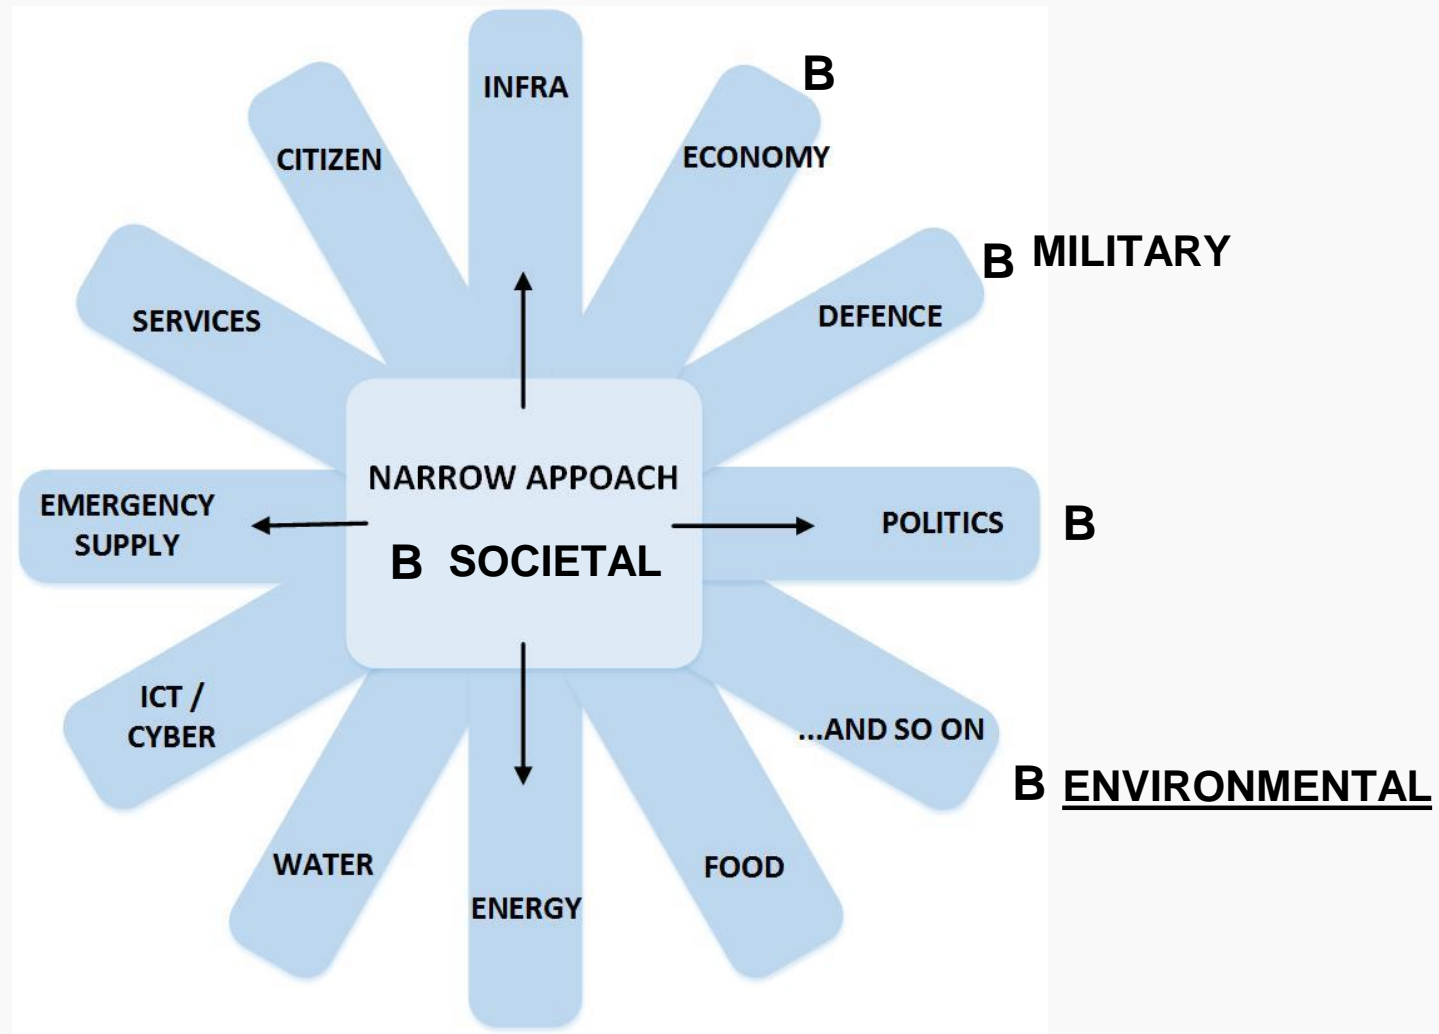 INFRA
B
CITIZEN
ECONOMY
B MILITARY
SERVICES
DEFENCE
NARROW APPOACH
EMERGENCY
SUPPLY
POLITICS
B
B SOCIETAL
ICT /
CYBER
...AND SO ON
B ENVIRONMENTAL
WATER
FOOD
ENERGY